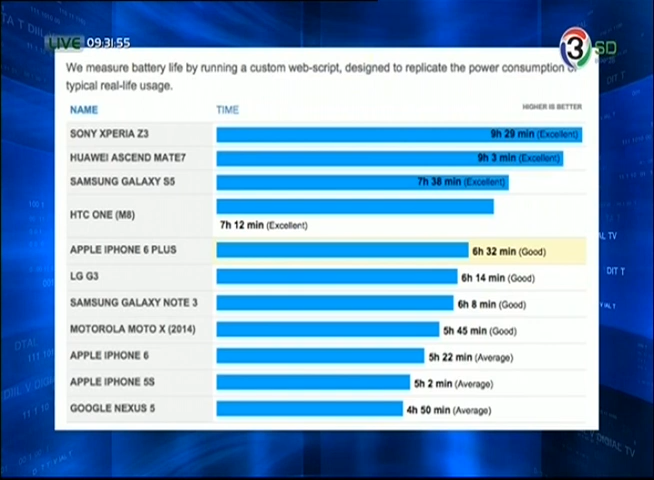 LIVE 09:31:55
3 SD
We measure battery life by running a custom web-script, designed to replicate the power consumption of
typical real-life usage.
NAME TIME HIGHER IS BETTER
SONY XPERIA Z3 9h 29 min (Excellent)
HUAWEI ASCEND MATE7 9h 3 min (Excellent)
SAMSUNG GALAXY S5 7h 38 min (Excellent)
HTC ONE (M8)
7h 12 min (Excellent)
APPLE IPHONE 6 PLUS 6h 32 min (Good)
LG G3 6h 14 min (Good)
SAMSUNG GALAXY NOTE 3 6h 8 min (Good)
MOTOROLA MOTO X (2014) 5h 45 min (Good)
APPLE IPHONE 6 5h 22 min (Average)
APPLE IPHONE 5S 5h 2 min (Average)
GOOGLE NEXUS 5 4h 50 min (Average)